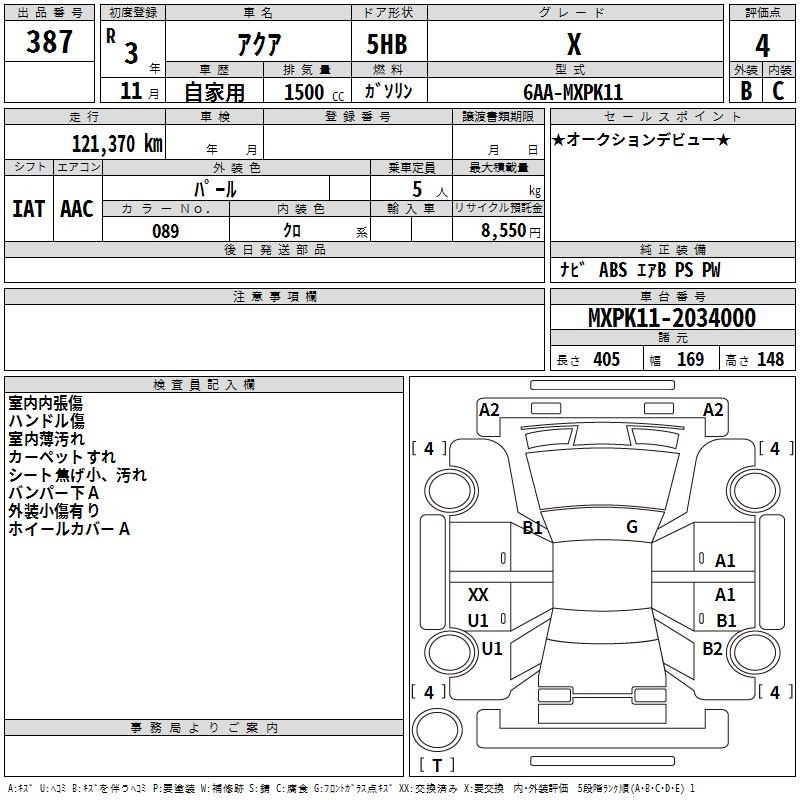 出品番号
387
初度登録
R 3 年
11 月
車名
アクア
ドア形状
5HB
グレード
X
評価点
4
車歴
自家用
排気量
1500 CC
燃料
ガソリン
型式
6AA-MXPK11
外装 内装
B C
走行
121,370 km
車検
年 月
登録番号
譲渡書類期限
月 日
セールスポイント
★オークションデビュー★
シフト
IAT
エアコン
AAC
外装色
パール
乗車定員
5 人
最大積載量
kg
カラーNo.
089
内装色
クロ 系
輸入車
リサイクル預託金
8,550 円
後日発送部品
純正装備
ナビ ABS エアB PS PW
注意事項欄
車台番号
MXPK11-2034000
諸元
長さ 405 幅 169 高さ 148
検査員記入欄
室内内張傷
ハンドル傷
室内薄汚れ
カーペットすれ
シート焦げ小、汚れ
バンパー下A
外装小傷有り
ホイールカバーA
事務局よりご案内
A2 A2
[ 4 ] [ 4 ]
B1 G
A1
XX A1
U1 B1
U1 B2
[ 4 ] [ 4 ]
[ T ]
A:キズ U:ヘコミ B:キズを伴うヘコミ P:要塗装 W:補修跡 S:錆 C:腐食 G:フロントガラス点キズ XX:交換済み X:要交換 内・外装評価 5段階ランク順(A・B・C・D・E) 1